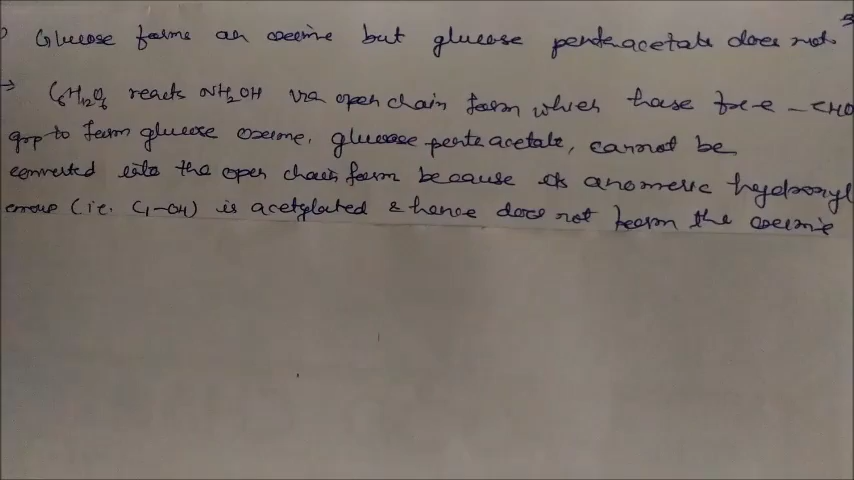 Glucose forms an oxime but glucose pentaacetate does not.
→ C6H12O6 reacts NH2OH via open chain form which have free -CHO
grp to form glucose oxime. glucose pentaacetate, cannot be
converted into the open chain form because its anomeric hydroxyl
group (i.e. C1-OH) is acetylated & hence does not form the oxime